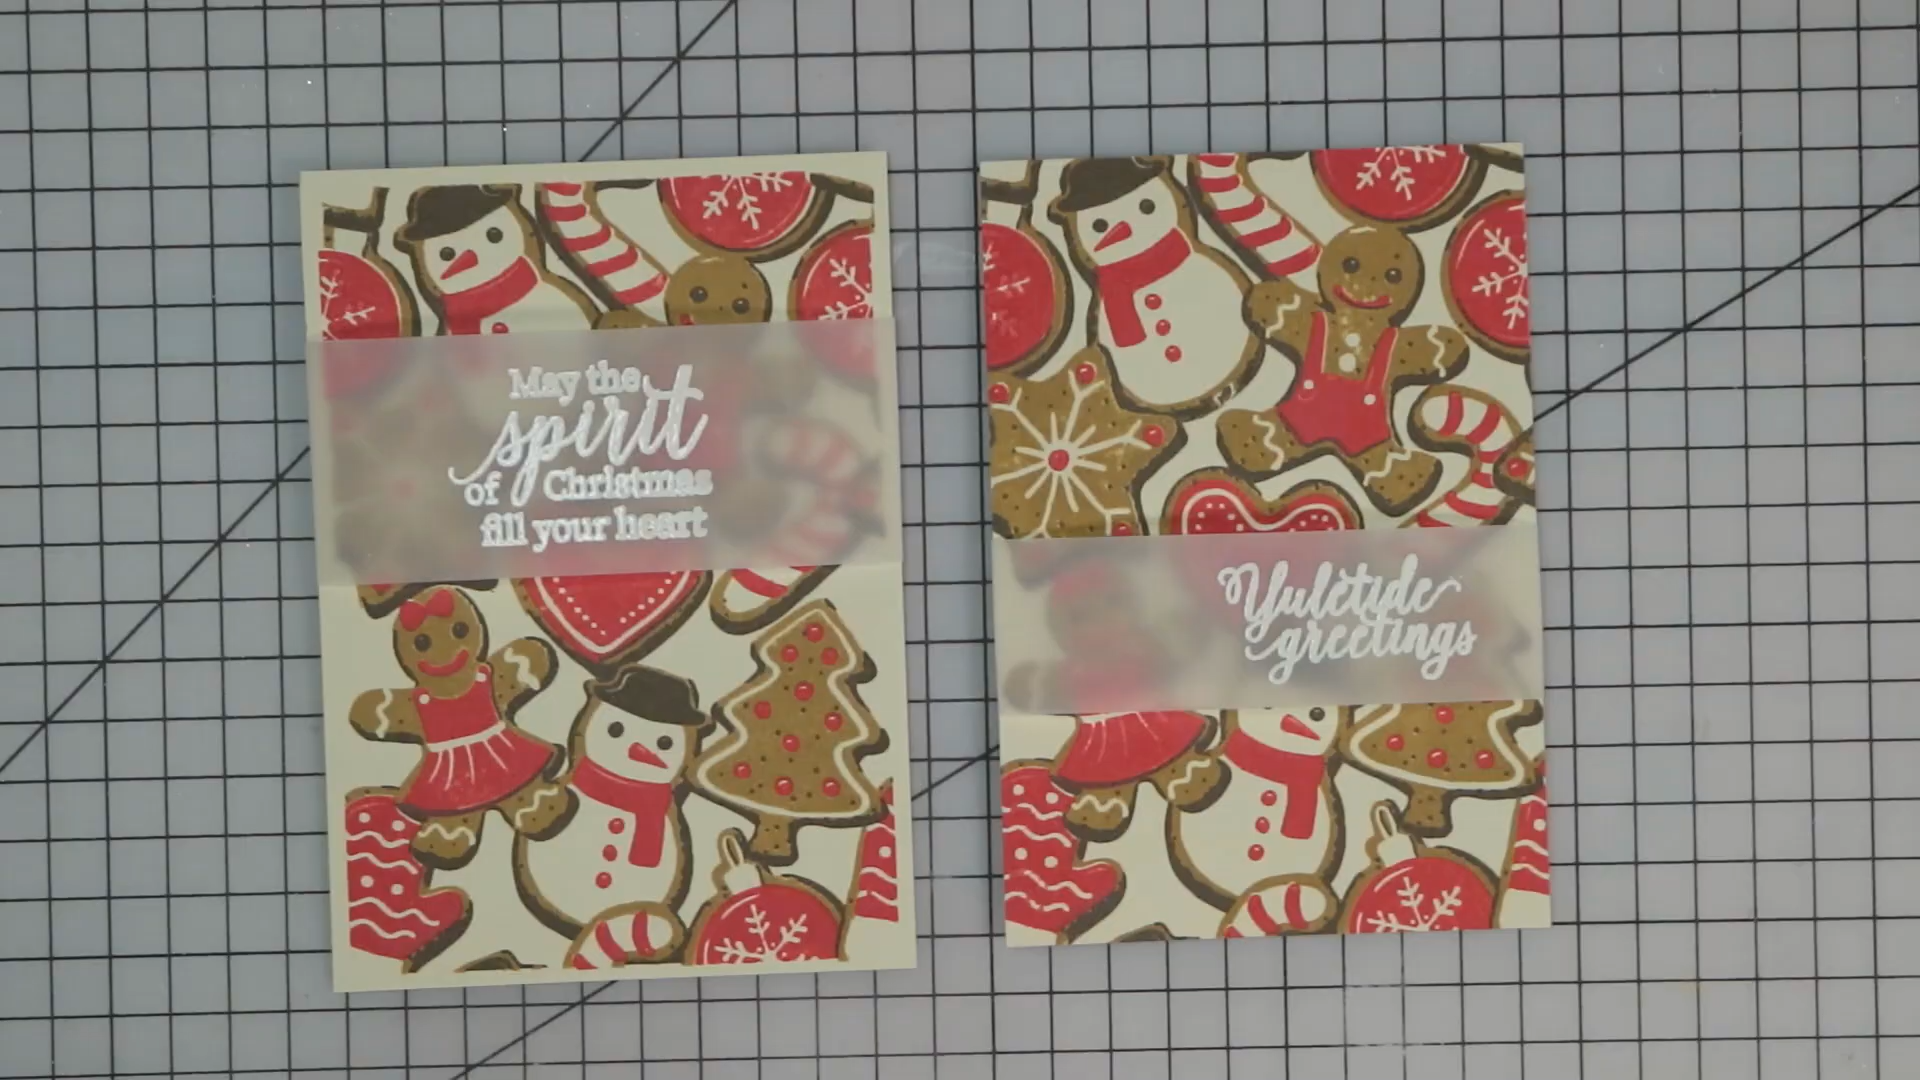 May the
spirit
of Christmas
fill your heart
Yuletide
greetings